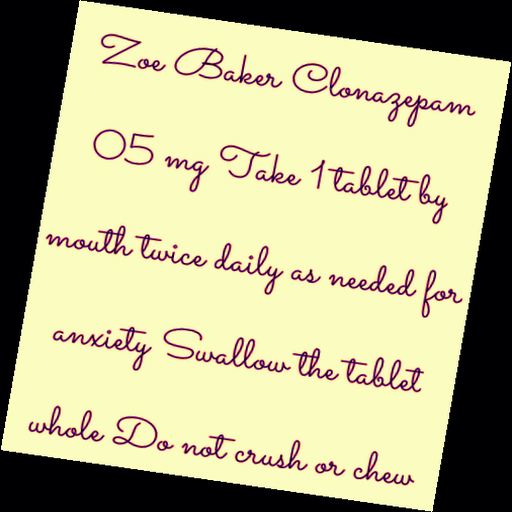 Zoe Baker Clonazepam
05 mg Take 1 tablet by
mouth twice daily as needed for
anxiety Swallow the tablet
whole Do not crush or chew